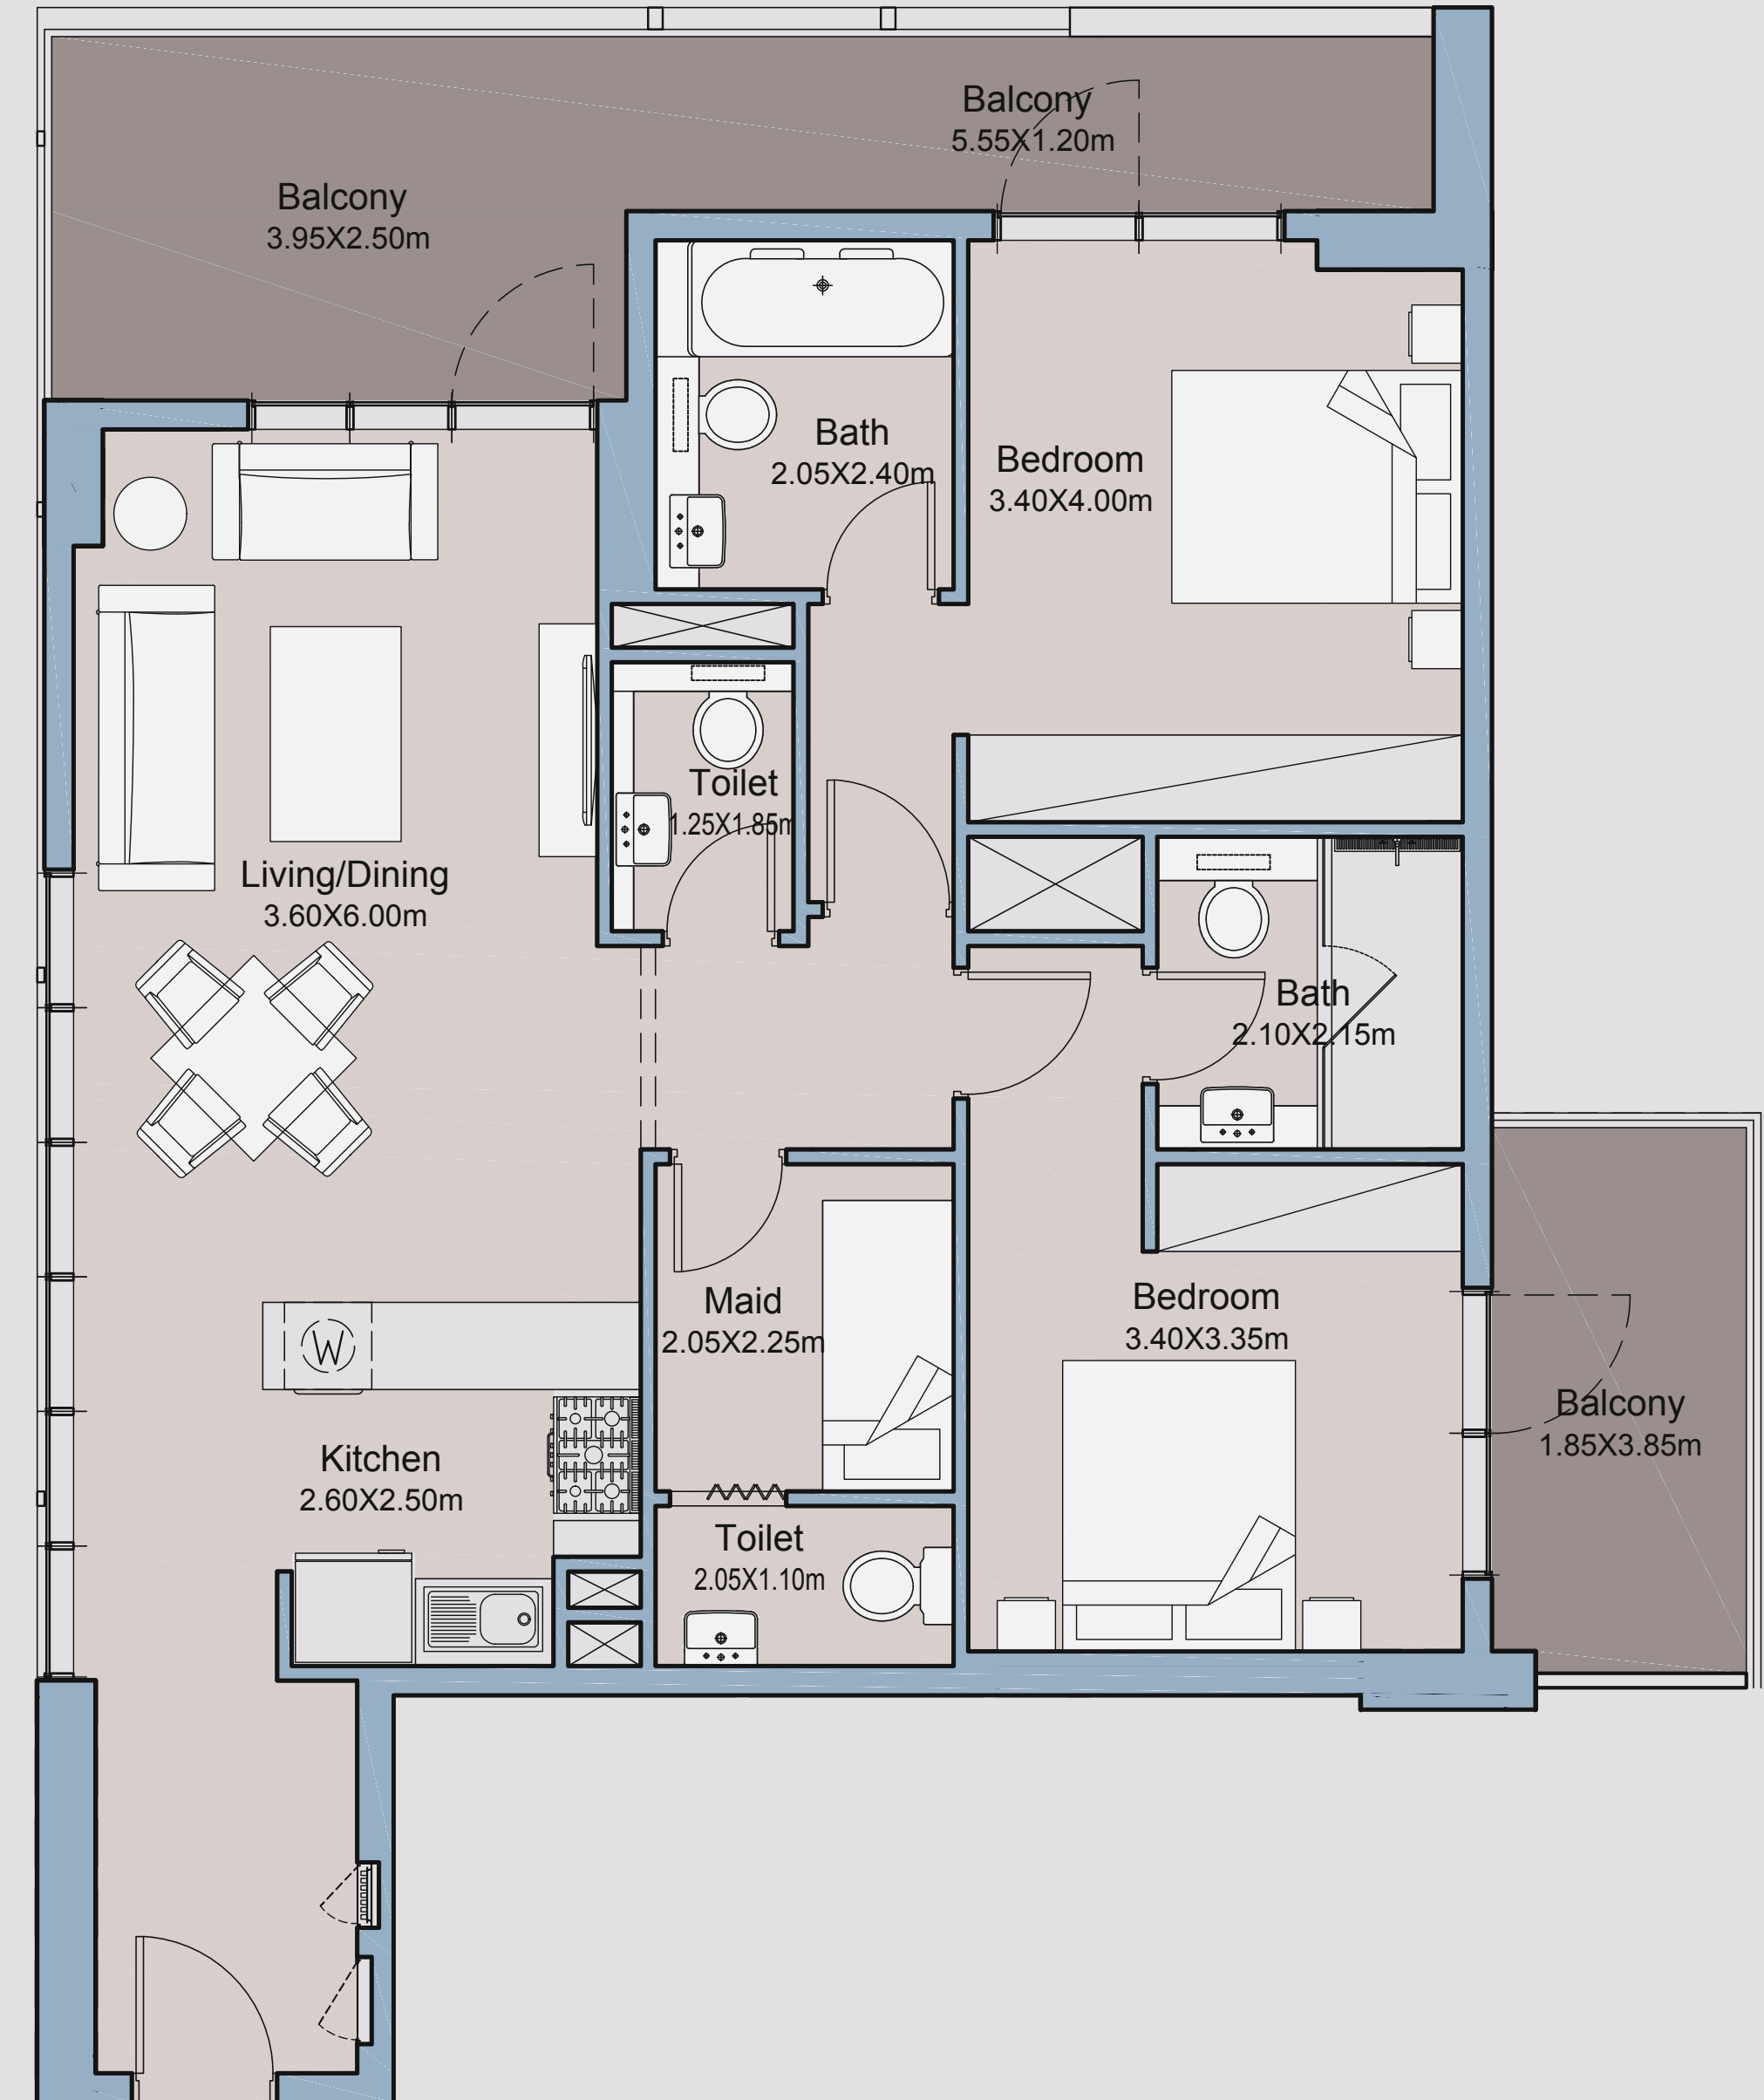 Balcony
5.55X1.20m
Balcony
3.95X2.50m
Bath
2.05X2.40m
Bedroom
3.40X4.00m
Toilet
1.25X1.85m
Living/Dining
3.60X6.00m
Bath
2.10X2.15m
Maid
2.05X2.25m
Bedroom
3.40X3.35m
W
Balcony
1.85X3.85m
Kitchen
2.60X2.50m
Toilet
2.05X1.10m